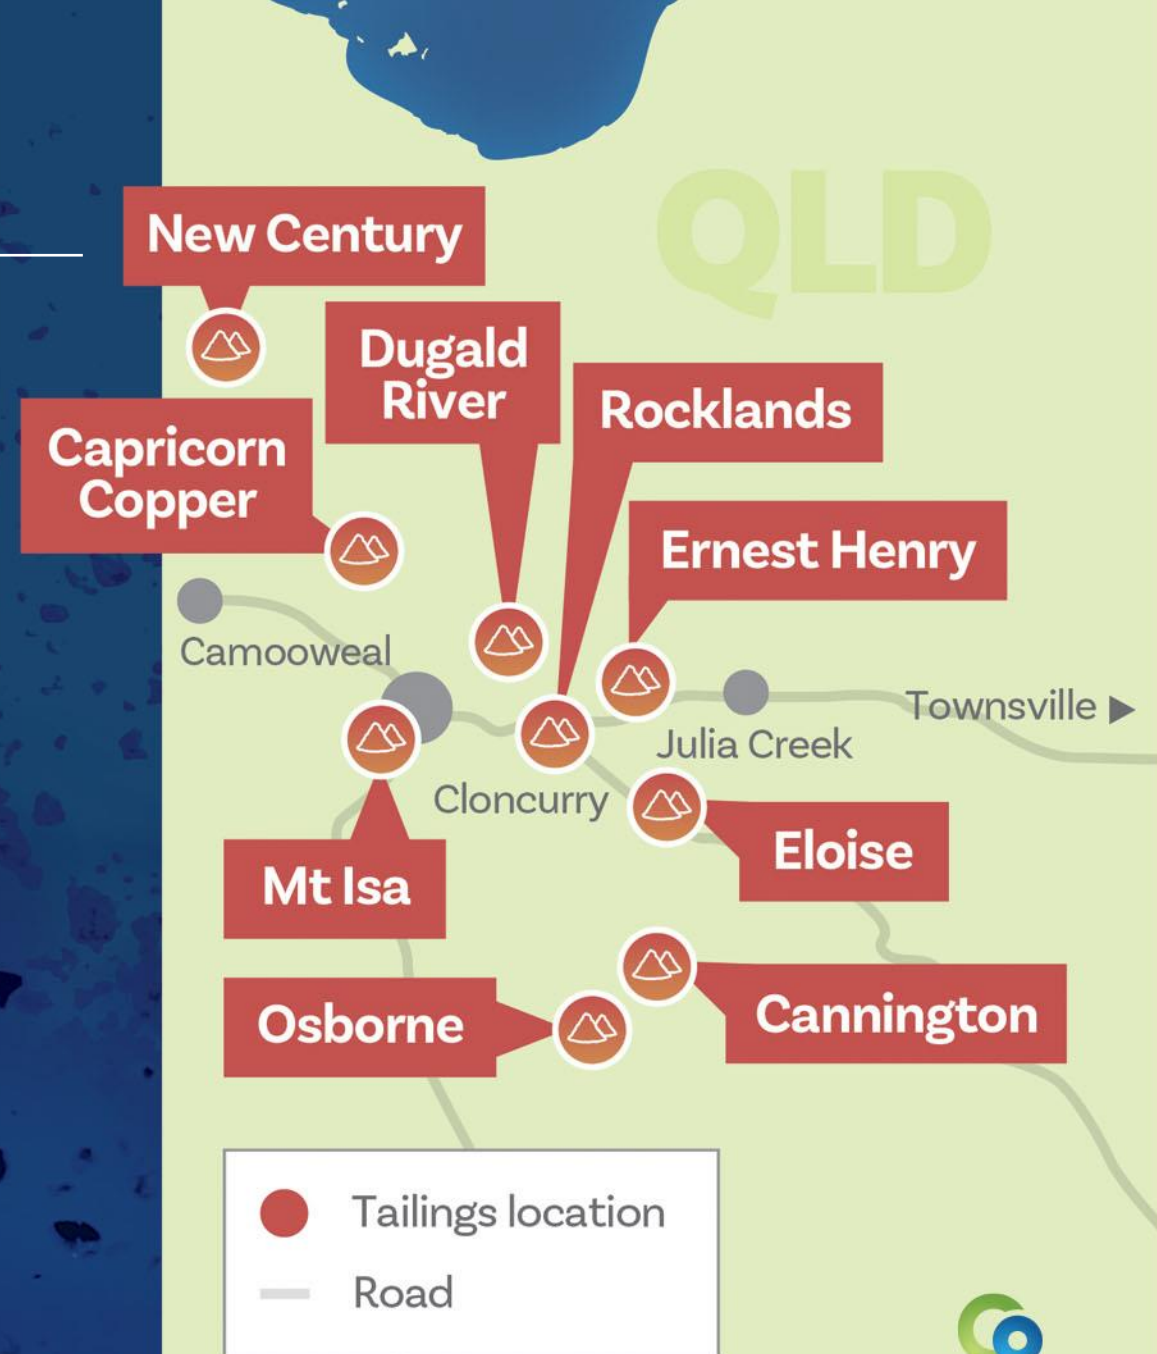 QLD
New Century
Dugald
River
Rocklands
Capricorn
Copper
Ernest Henry
Camooweal
Townsville
Julia Creek
Cloncurry
Eloise
Mt Isa
Cannington
Osborne
Tailings location
Road